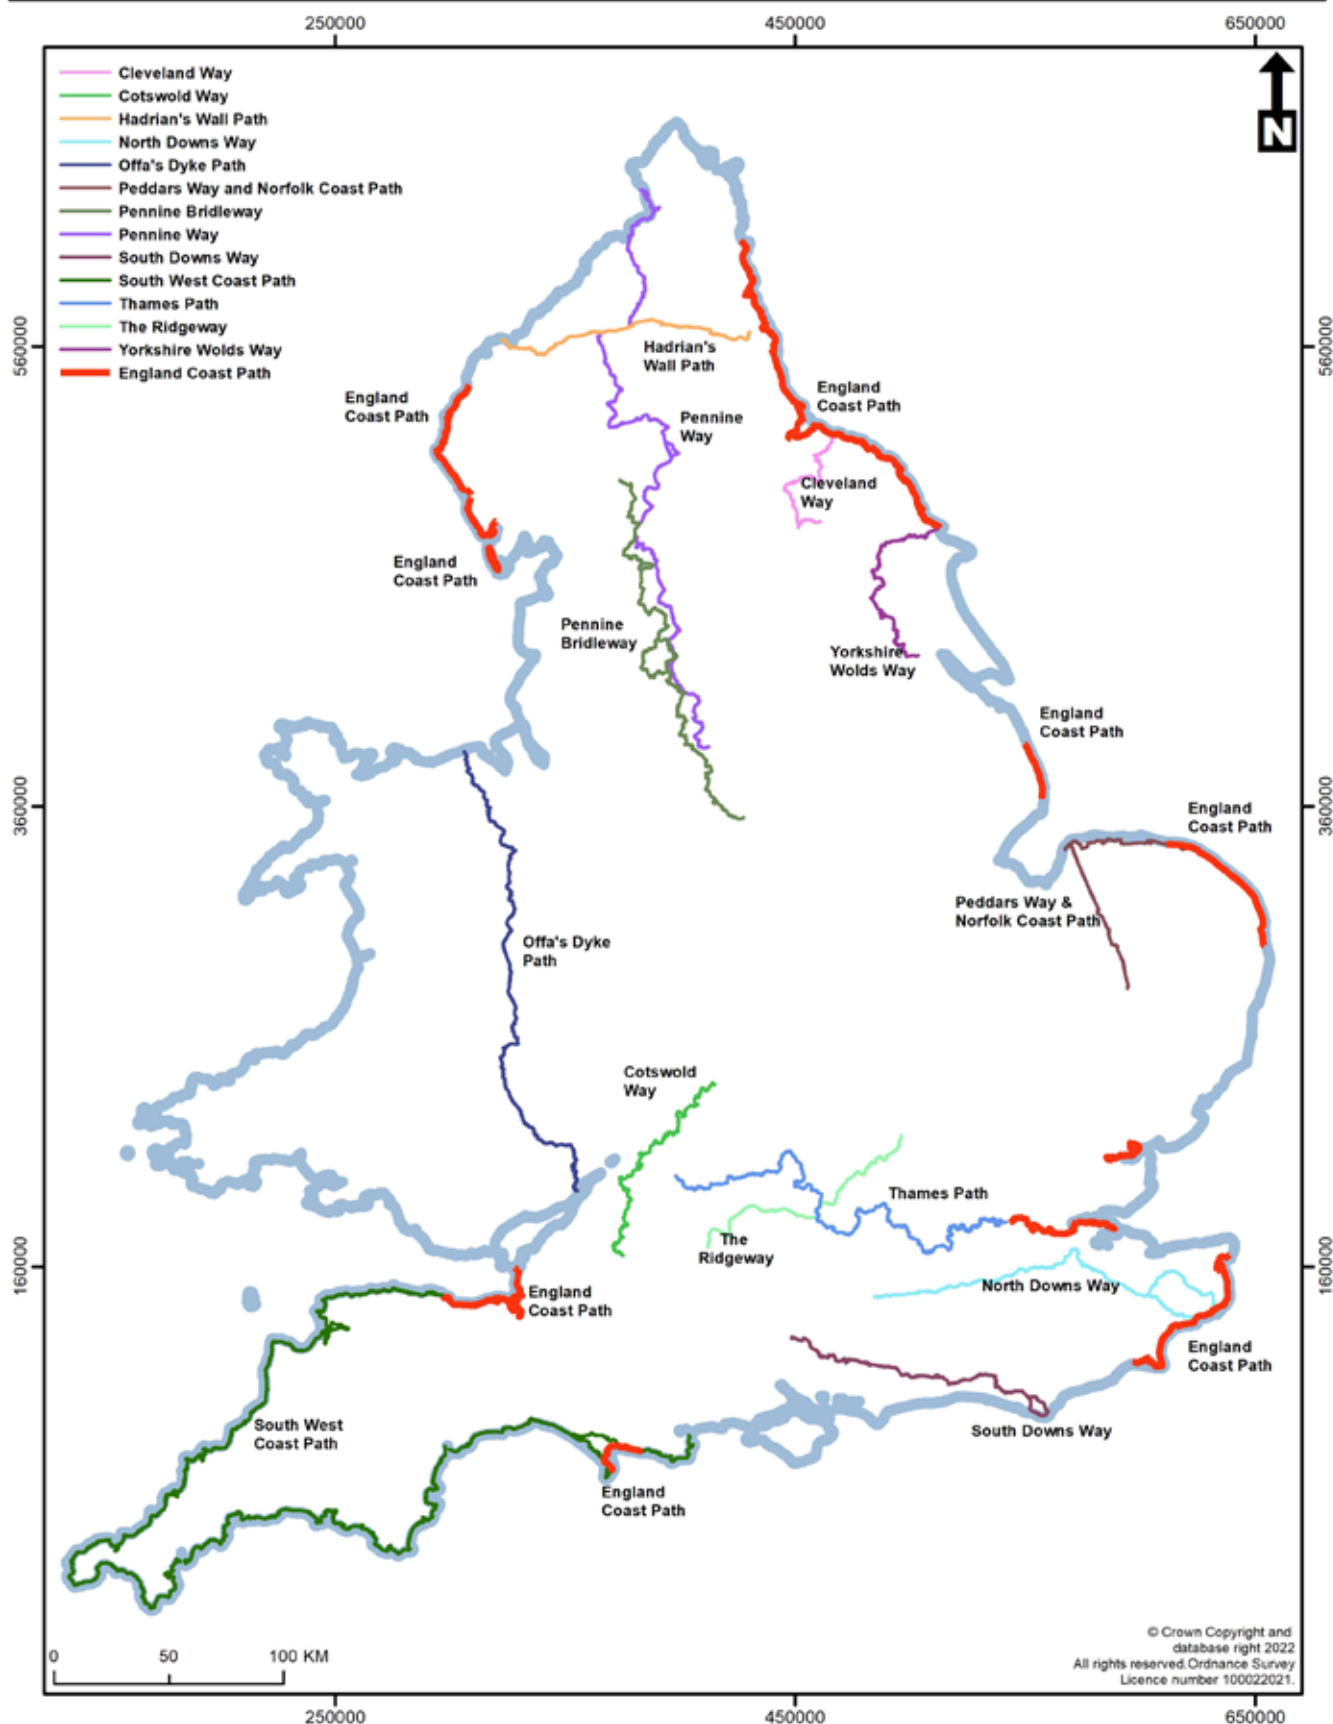 250000
450000
650000
N
Cleveland Way
Cotswold Way
Hadrian's Wall Path
North Downs Way
Offa's Dyke Path
Peddars Way and Norfolk Coast Path
Pennine Bridleway
Pennine Way
South Downs Way
South West Coast Path
Thames Path
The Ridgeway
Yorkshire Wolds Way
England Coast Path
560000
560000
Hadrian's
Wall Path
England
Coast Path
England
Coast Path
Pennine
Way
Cleveland
Way
England
Coast Path
Pennine
Bridleway
Yorkshire
Wolds Way
England
Coast Path
360000
360000
England
Coast Path
Peddars Way &
Norfolk Coast Path
Offa's Dyke
Path
Cotswold
Way
Thames Path
The
Ridgeway
160000
160000
North Downs Way
England
Coast Path
England
Coast Path
South West
Coast Path
South Downs Way
England
Coast Path
© Crown Copyright and
database right 2022
All rights reserved.Ordnance Survey
Licence number 100022021.
0
50
100 KM
250000
450000
650000